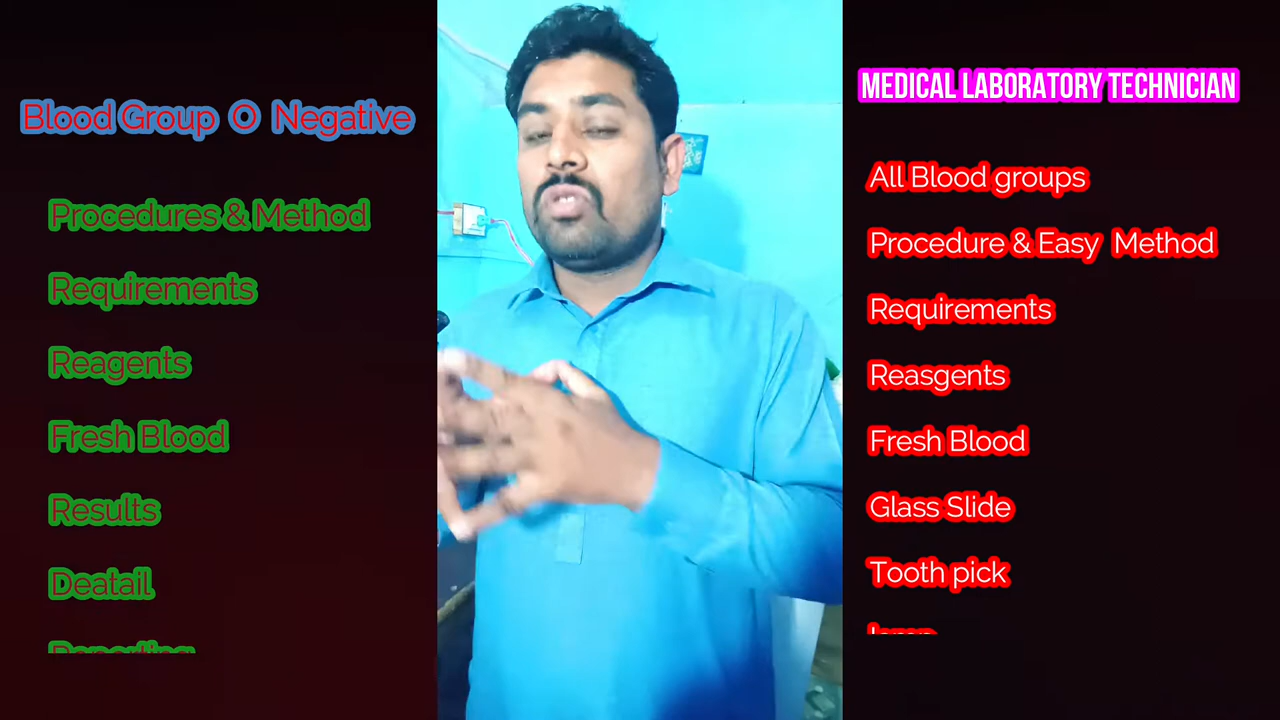 Blood Group O Negative
Procedures & Method
Requirements
Reagents
Fresh Blood
Results
Deatail
Reporting
MEDICAL LABORATORY TECHNICIAN
All Blood groups
Procedure & Easy Method
Requirements
Reasgents
Fresh Blood
Glass Slide
Tooth pick